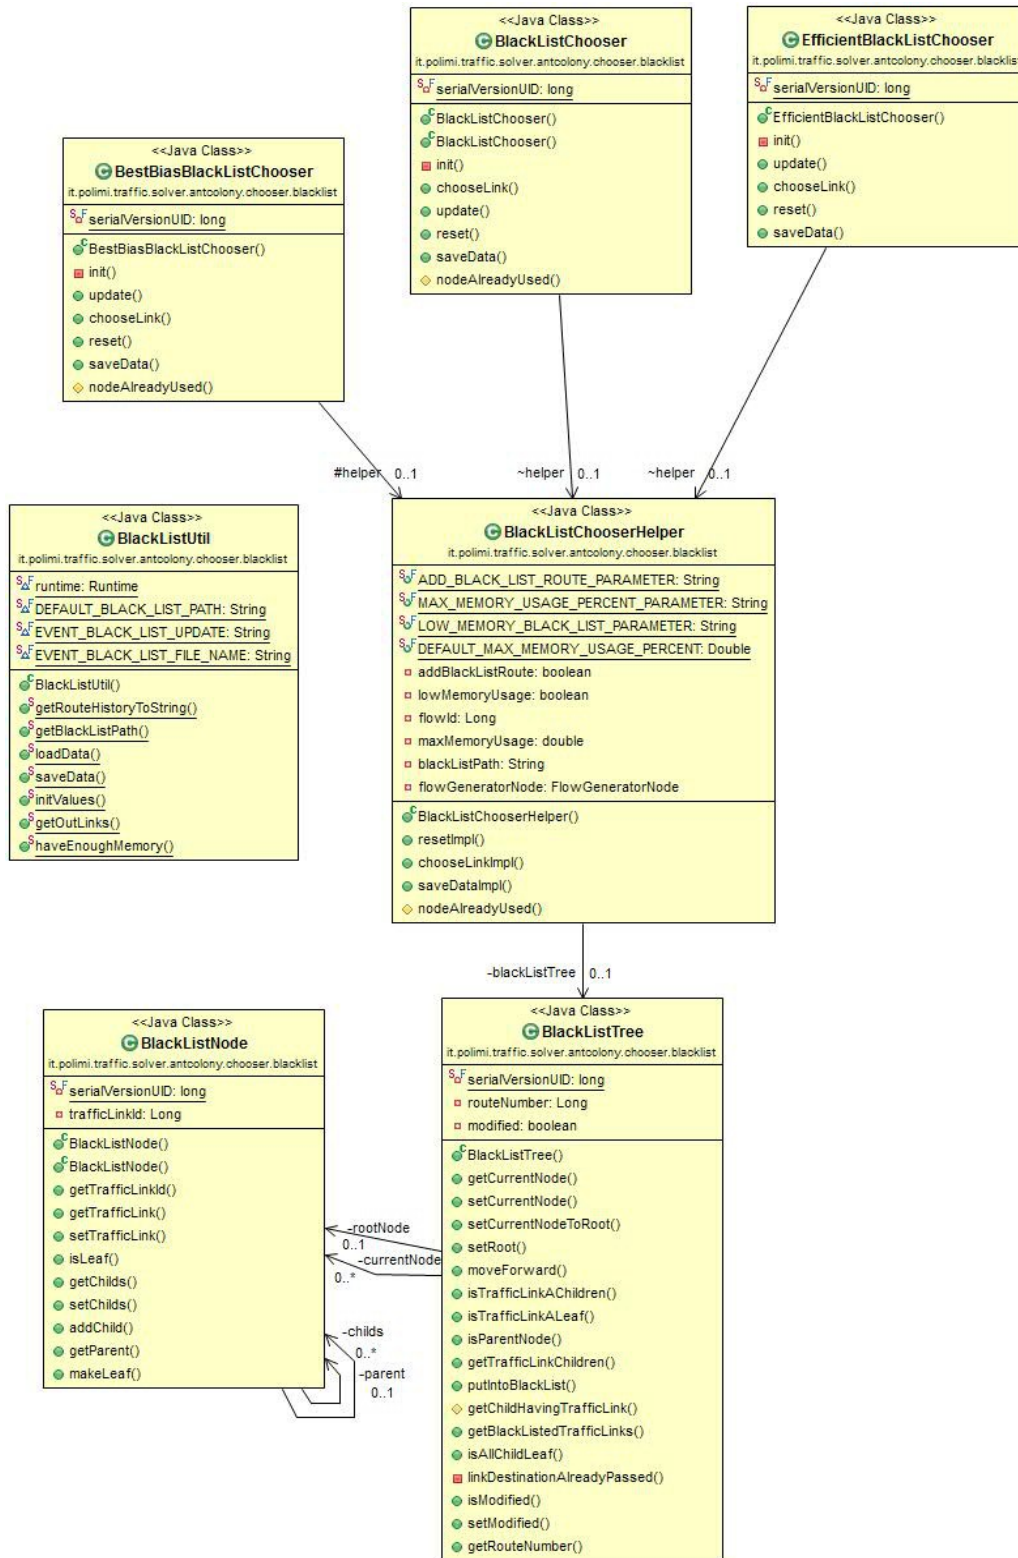 <<Java Class>>
BlackListChooser
it.polimi.traffic.solver.antcolony.chooser.blacklist
serialVersionUID: long
BlackListChooser()
BlackListChooser()
init()
chooseLink()
update()
reset()
saveData()
nodeAlreadyUsed()
<<Java Class>>
EfficientBlackListChooser
it.polimi.traffic.solver.antcolony.chooser.blacklist
serialVersionUID: long
EfficientBlackListChooser()
init()
update()
chooseLink()
reset()
saveData()
<<Java Class>>
BestBiasBlackListChooser
it.polimi.traffic.solver.antcolony.chooser.blacklist
serialVersionUID: long
BestBiasBlackListChooser()
init()
update()
chooseLink()
reset()
saveData()
nodeAlreadyUsed()
#helper 0..1
~helper 0..1
~helper 0..1
<<Java Class>>
BlackListUtil
it.polimi.traffic.solver.antcolony.chooser.blacklist
runtime: Runtime
DEFAULT_BLACK_LIST_PATH: String
EVENT_BLACK_LIST_UPDATE: String
EVENT_BLACK_LIST_FILE_NAME: String
BlackListUtil()
getRouteHistoryToString()
getBlackListPath()
loadData()
saveData()
initValues()
getOutLinks()
haveEnoughMemory()
<<Java Class>>
BlackListChooserHelper
it.polimi.traffic.solver.antcolony.chooser.blacklist
ADD_BLACK_LIST_ROUTE_PARAMETER: String
MAX_MEMORY_USAGE_PERCENT_PARAMETER: String
LOW_MEMORY_BLACK_LIST_PARAMETER: String
DEFAULT_MAX_MEMORY_USAGE_PERCENT: Double
addBlackListRoute: boolean
lowMemoryUsage: boolean
flowId: Long
maxMemoryUsage: double
blackListPath: String
flowGeneratorNode: FlowGeneratorNode
BlackListChooserHelper()
resetImpl()
chooseLinkImpl()
saveDataImpl()
nodeAlreadyUsed()
-blackListTree 0..1
<<Java Class>>
BlackListNode
it.polimi.traffic.solver.antcolony.chooser.blacklist
serialVersionUID: long
trafficLinkId: Long
BlackListNode()
BlackListNode()
getTrafficLinkId()
getTrafficLink()
setTrafficLink()
isLeaf()
getChilds()
setChilds()
addChild()
getParent()
makeLeaf()
-rootNode
0..1
-currentNode
0..*
-childs
0..*
-parent
0..1
<<Java Class>>
BlackListTree
it.polimi.traffic.solver.antcolony.chooser.blacklist
serialVersionUID: long
routeNumber: Long
modified: boolean
BlackListTree()
getCurrentNode()
setCurrentNode()
setCurrentNodeToRoot()
setRoot()
moveForward()
isTrafficLinkAChildren()
isTrafficLinkALeaf()
isParentNode()
getTrafficLinkChildren()
putIntoBlackList()
getChildHavingTrafficLink()
getBlackListedTrafficLinks()
isAllChildLeaf()
linkDestinationAlreadyPassed()
isModified()
setModified()
getRouteNumber()